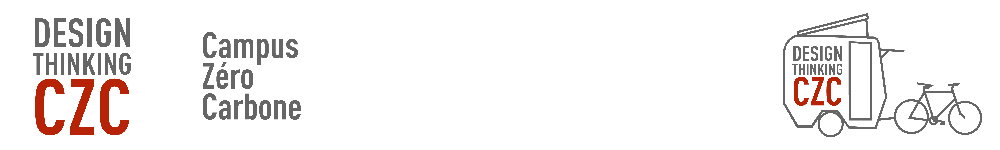 DESIGN
THINKING
CZC
Campus
Zéro
Carbone
DESIGN
THINKING
CZC